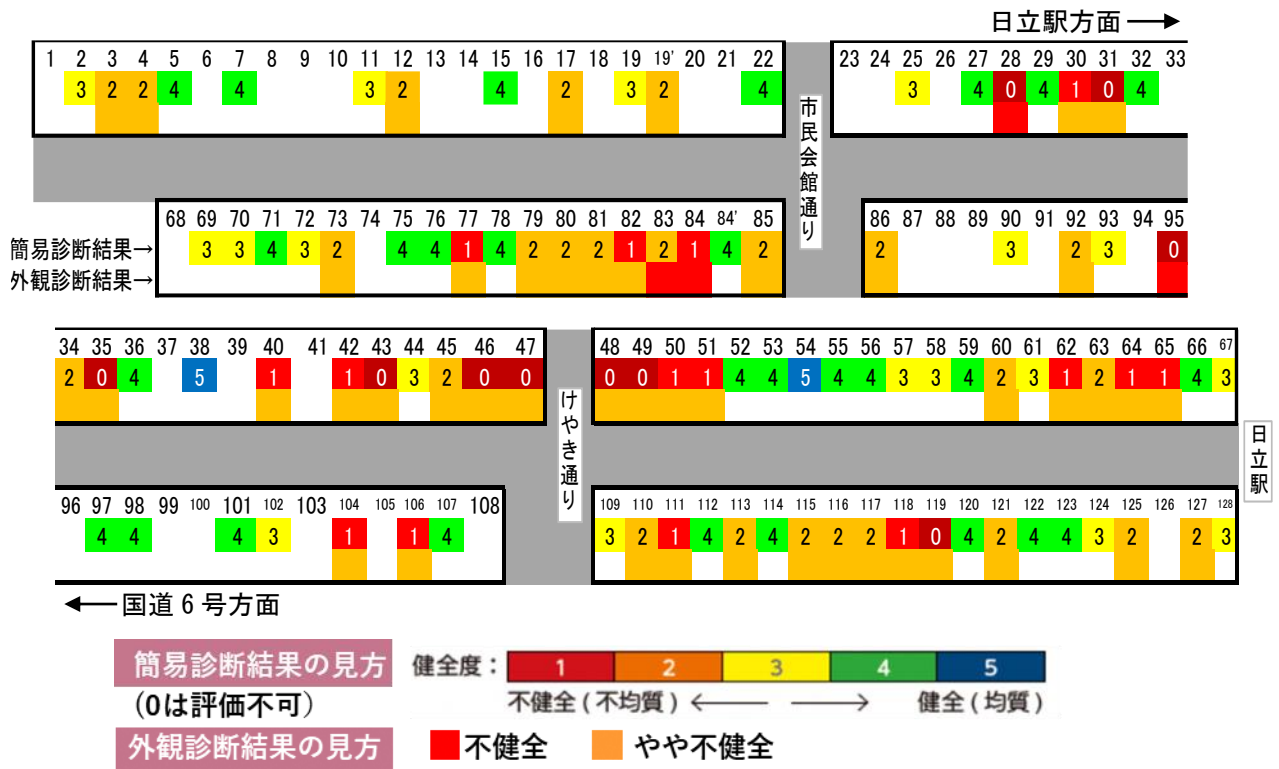 日立駅方面 →
1 2 3 4 5 6 7 8 9 10 11 12 13 14 15 16 17 18 19 19' 20 21 22
3 2 2 4 4 3 2 4 2 3 2 4
市民会館通り
23 24 25 26 27 28 29 30 31 32 33
3 4 0 4 1 0 4
68 69 70 71 72 73 74 75 76 77 78 79 80 81 82 83 84 84' 85
簡易診断結果→
3 3 4 3 2 4 4 1 4 2 2 2 1 2 1 4 2
外観診断結果→
86 87 88 89 90 91 92 93 94 95
2 3 2 3 0
34 35 36 37 38 39 40 41 42 43 44 45 46 47
2 0 4 5 1 1 0 3 2 0 0
けやき通り
48 49 50 51 52 53 54 55 56 57 58 59 60 61 62 63 64 65 66 67
0 0 1 1 4 4 5 4 4 3 3 4 2 3 1 2 1 1 4 3
日立駅
96 97 98 99 100 101 102 103 104 105 106 107 108
4 4 4 3 1 1 4
109 110 111 112 113 114 115 116 117 118 119 120 121 122 123 124 125 126 127 128
3 2 1 4 2 4 2 2 2 1 0 4 2 4 4 3 2 2 3
← 国道6号方面
簡易診断結果の見方
(0は評価不可)
健全度： 1 2 3 4 5
不健全(不均質) ← → 健全(均質)
外観診断結果の見方
不健全 やや不健全